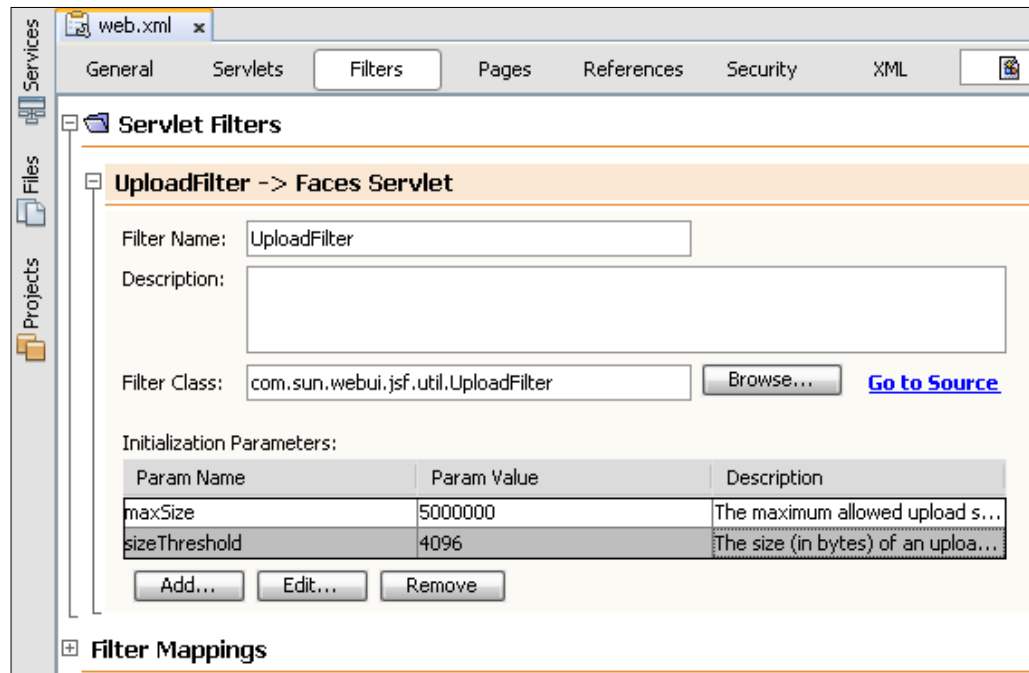 Services
Files
Projects
web.xml x
General Servlets Filters Pages References Security XML
Servlet Filters
UploadFilter -> Faces Servlet
Filter Name: UploadFilter
Description:
Filter Class: com.sun.webui.jsf.util.UploadFilter Browse... Go to Source
Initialization Parameters:
Param Name Param Value Description
maxSize 5000000 The maximum allowed upload s...
sizeThreshold 4096 The size (in bytes) of an uploa...
Add... Edit... Remove
Filter Mappings